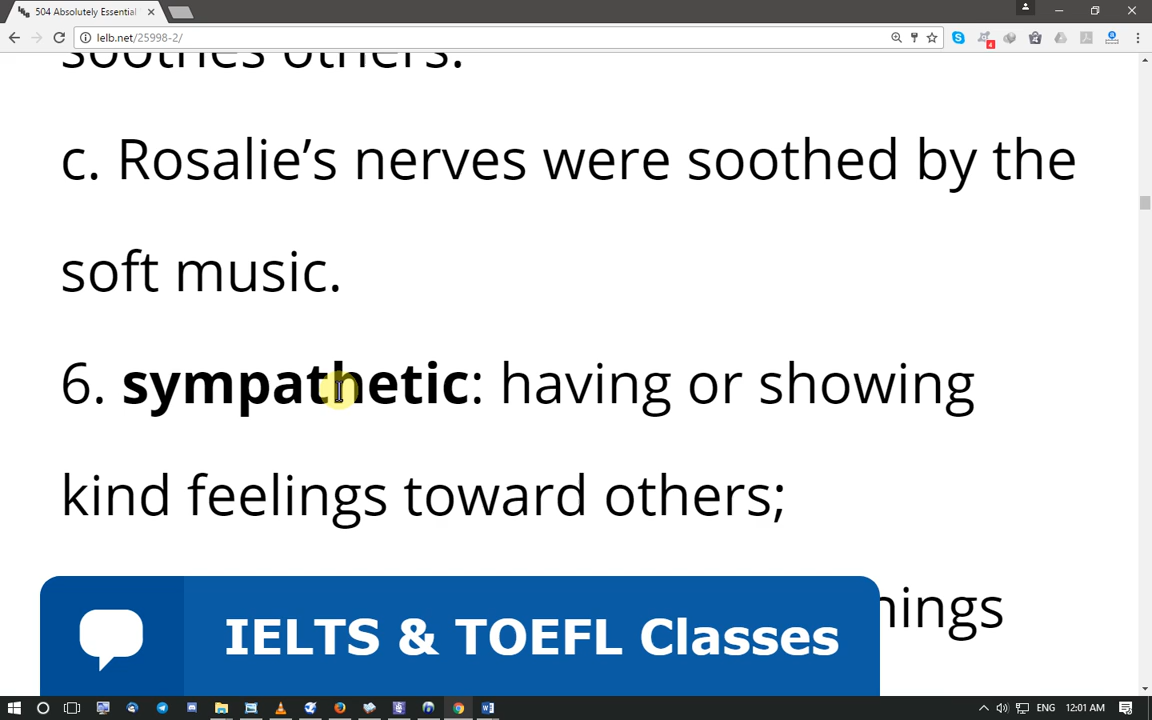 504 Absolutely Essential
lelb.net/25998-2/
soothes others.
c. Rosalie's nerves were soothed by the
soft music.
6. sympathetic: having or showing
kind feelings toward others;
IELTS & TOEFL Classes
4
ENG 12:01 AM